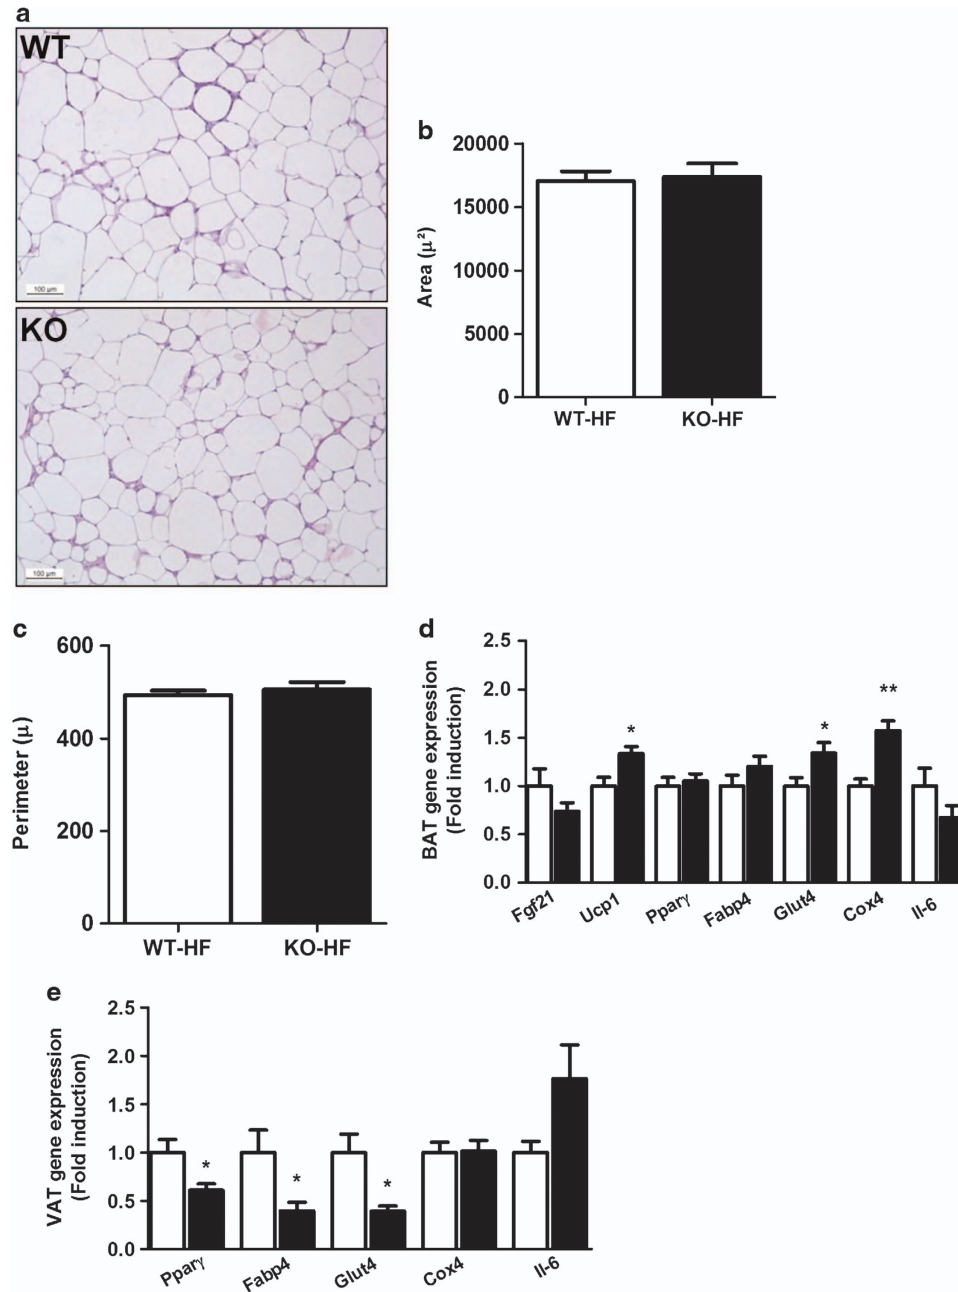 a
WT
100 µm
KO
100 µm
b
20000
15000
10000
5000
0
Area (µ²)
WT-HF KO-HF
c
600
400
200
0
Perimeter (µ)
WT-HF KO-HF
d
2.5
2.0
1.5
1.0
0.5
0.0
BAT gene expression
(Fold induction)
* * **
Fgf21 Ucp1 Pparγ Fabp4 Glut4 Cox4 Il-6
e
2.5
2.0
1.5
1.0
0.5
0.0
VAT gene expression
(Fold induction)
* * *
Pparγ Fabp4 Glut4 Cox4 Il-6